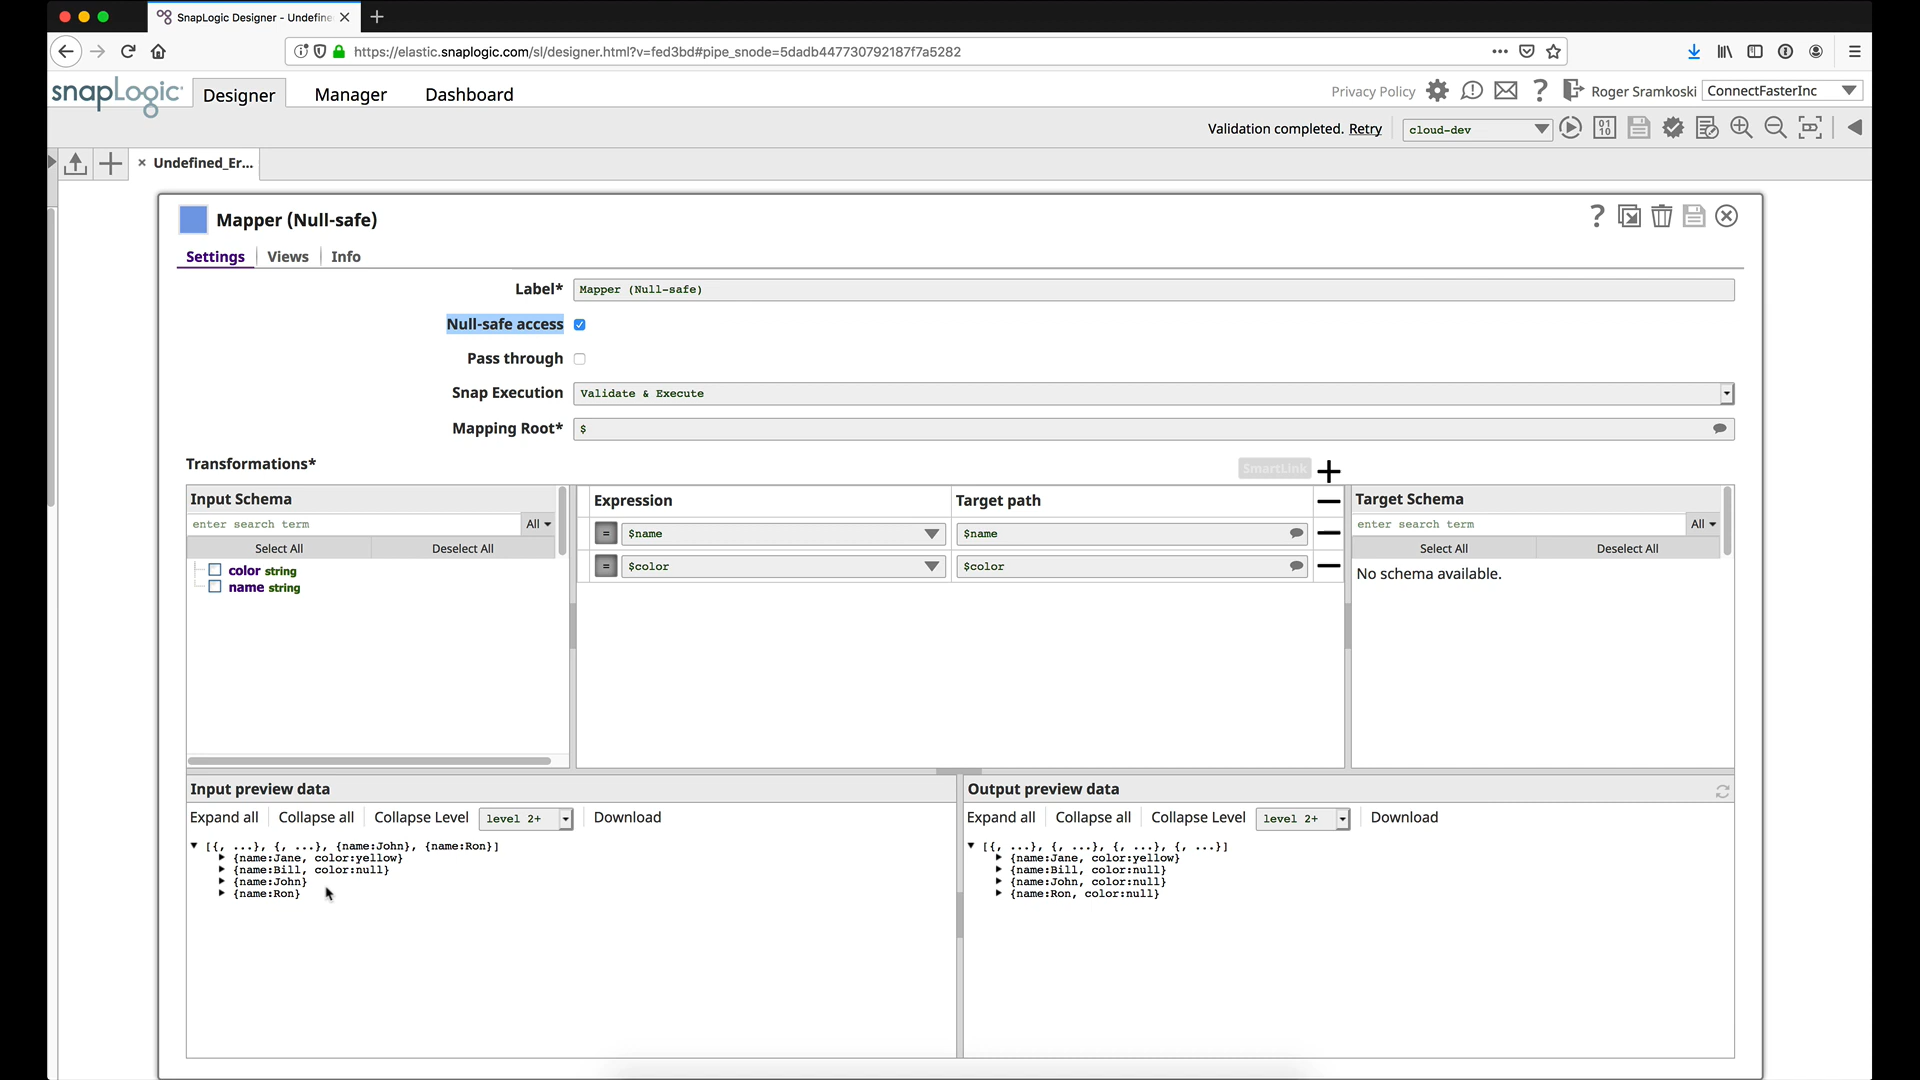 SnapLogic Designer - Undefine
https://elastic.snaplogic.com/sl/designer.html?v=fed3bd#pipe_snode=5dadb447730792187f7a5282
snapLogic
Designer
Manager
Dashboard
Privacy Policy
Roger Sramkoski
ConnectFasterInc
Validation completed. Retry
cloud-dev
Undefined_Er...
Mapper (Null-safe)
Settings
Views
Info
Label*
Mapper (Null-safe)
Null-safe access
Pass through
Snap Execution
Validate & Execute
Mapping Root*
$
Transformations*
SmartLink
Input Schema
enter search term
All
Select All
Deselect All
color string
name string
Expression
Target path
= $name
$name
= $color
$color
Target Schema
enter search term
All
Select All
Deselect All
No schema available.
Input preview data
Expand all
Collapse all
Collapse Level
level 2+
Download
[{, ...}, {, ...}, {name:John}, {name:Ron}]
{name:Jane, color:yellow}
{name:Bill, color:null}
{name:John}
{name:Ron}
Output preview data
Expand all
Collapse all
Collapse Level
level 2+
Download
[{, ...}, {, ...}, {, ...}, {, ...}]
{name:Jane, color:yellow}
{name:Bill, color:null}
{name:John, color:null}
{name:Ron, color:null}